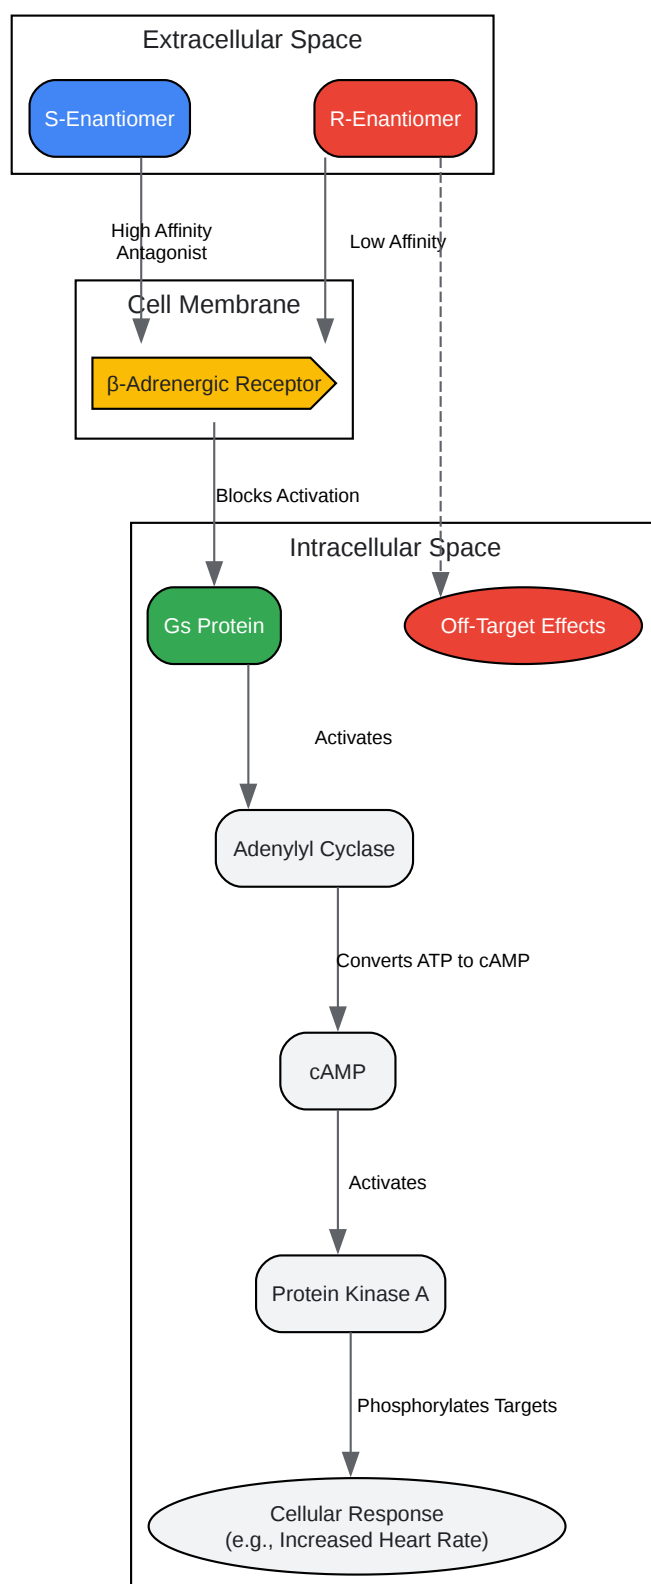 Extracellular Space
S-Enantiomer
R-Enantiomer
High Affinity
Antagonist
Low Affinity
Cell Membrane
β-Adrenergic Receptor
Blocks Activation
Intracellular Space
Gs Protein
Off-Target Effects
Activates
Adenylyl Cyclase
Converts ATP to cAMP
cAMP
Activates
Protein Kinase A
Phosphorylates Targets
Cellular Response
(e.g., Increased Heart Rate)